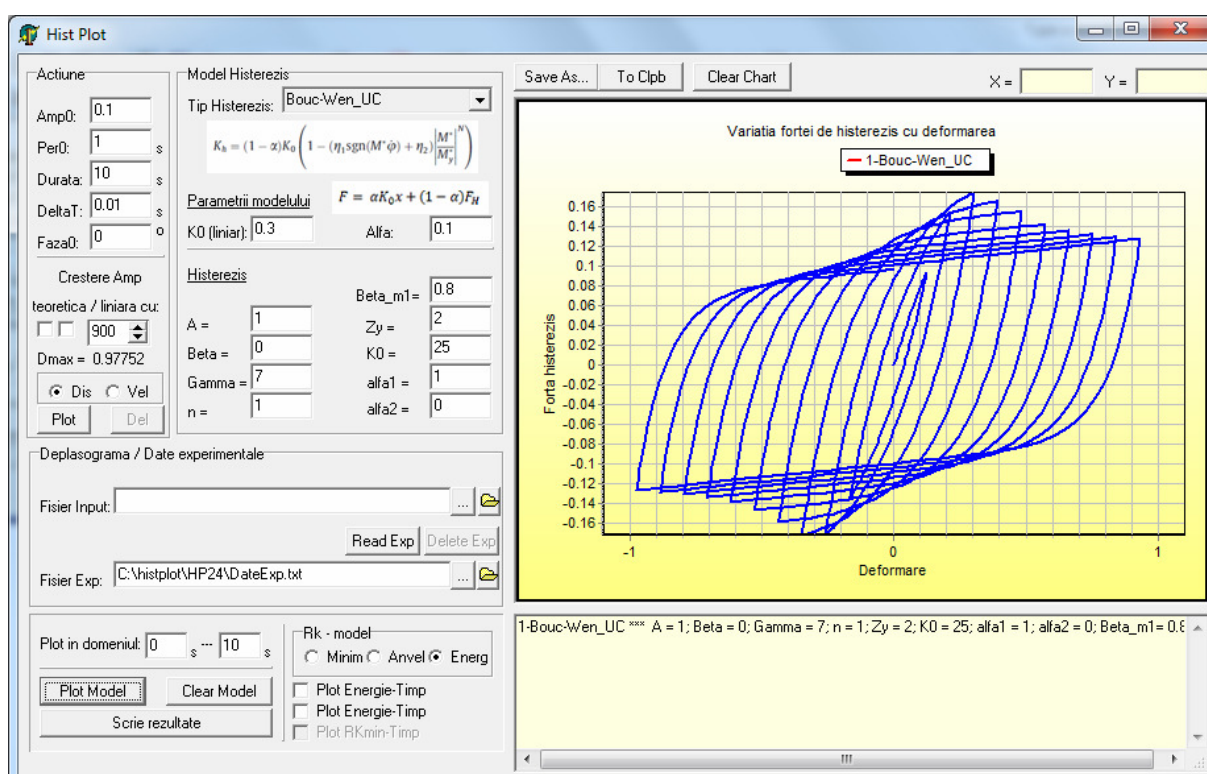 Hist Plot
Actiune
Amp0: 0.1
Per0: 1 s
Durata: 10 s
DeltaT: 0.01 s
Faza0: 0 o
Crestere Amp
teoretica / liniara cu:
900
Dmax = 0.97752
Dis Vel
Plot Del
Model Histerezis
Tip Histerezis: Bouc-Wen_UC
K_h = (1 − α)K_0(1 − (η_1sgn(M*φ̇) + η_2)|M*/M*_y|^N)
Parametrii modelului
F = αK_0x + (1 − α)F_H
K0 (liniar): 0.3 Alfa: 0.1
Histerezis
Beta_m1= 0.8
A = 1 Zy = 2
Beta = 0 K0 = 25
Gamma = 7 alfa1 = 1
n = 1 alfa2 = 0
Deplasograma / Date experimentale
Fisier Input: ...
Read Exp Delete Exp
Fisier Exp: C:\histplot\HP24\DateExp.txt ...
Plot in domeniul: 0 s --- 10 s
Plot Model Clear Model
Scrie rezultate
Rk - model
Minim Anvel Energ
Plot Energie-Timp
Plot Energie-Timp
Plot RKmin-Timp
Save As... To Clpb Clear Chart X = Y =
Variatia fortei de histerezis cu deformarea
1-Bouc-Wen_UC
Forta histerezis
0.16
0.14
0.12
0.1
0.08
0.06
0.04
0.02
0
-0.02
-0.04
-0.06
-0.08
-0.1
-0.12
-0.14
-0.16
-1 0 1
Deformare
1-Bouc-Wen_UC *** A = 1; Beta = 0; Gamma = 7; n = 1; Zy = 2; K0 = 25; alfa1 = 1; alfa2 = 0; Beta_m1= 0.8